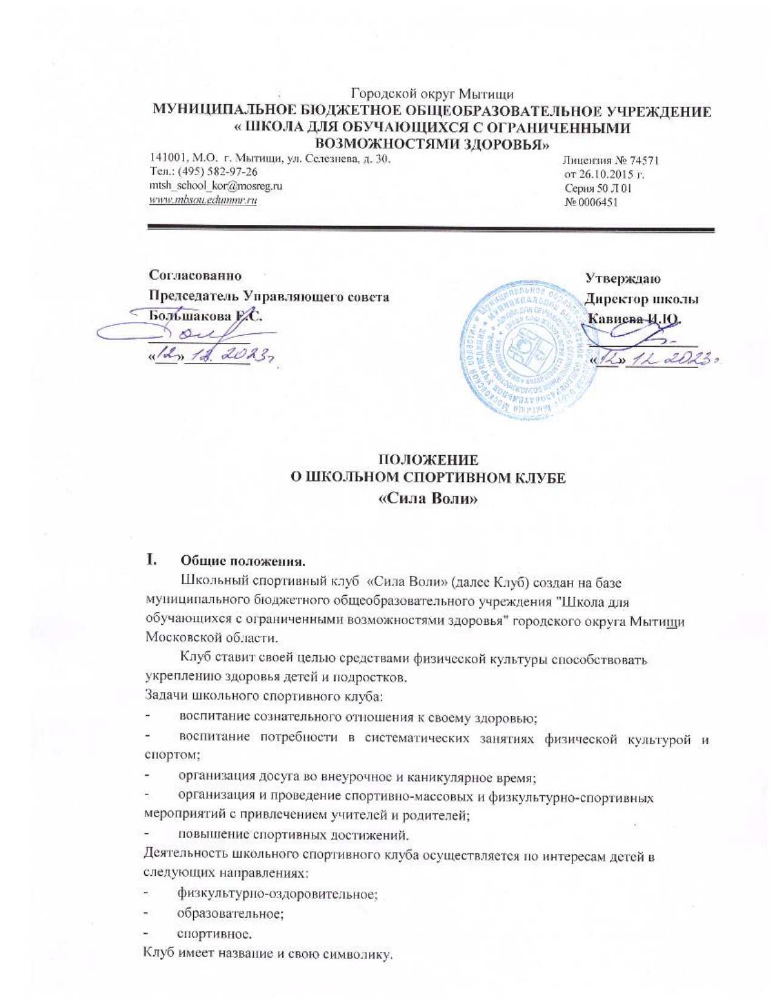 Городской округ Мытищи
МУНИЦИПАЛЬНОЕ БЮДЖЕТНОЕ ОБЩЕОБРАЗОВАТЕЛЬНОЕ УЧРЕЖДЕНИЕ
« ШКОЛА ДЛЯ ОБУЧАЮЩИХСЯ С ОГРАНИЧЕННЫМИ
ВОЗМОЖНОСТЯМИ ЗДОРОВЬЯ»
141001, М.О. г. Мытищи, ул. Селезнева, д. 30.
Тел.: (495) 582-97-26
mtsh_school_kor@mosreg.ru
www.mbsou.edummr.ru
Лицензия № 74571
от 26.10.2015 г.
Серия 50 Л 01
№ 0006451
Согласованно
Председатель Управляющего совета
Большакова Е.С.
«12» 12. 2023г
Утверждаю
Директор школы
Кавиева И.Ю.
«12» 12 2023г.
ПОЛОЖЕНИЕ
О ШКОЛЬНОМ СПОРТИВНОМ КЛУБЕ
«Сила Воли»
I. Общие положения.
Школьный спортивный клуб «Сила Воли» (далее Клуб) создан на базе
муниципального бюджетного общеобразовательного учреждения "Школа для
обучающихся с ограниченными возможностями здоровья" городского округа Мытищи
Московской области.
Клуб ставит своей целью средствами физической культуры способствовать
укреплению здоровья детей и подростков.
Задачи школьного спортивного клуба:
- воспитание сознательного отношения к своему здоровью;
- воспитание потребности в систематических занятиях физической культурой и
спортом;
- организация досуга во внеурочное и каникулярное время;
- организация и проведение спортивно-массовых и физкультурно-спортивных
мероприятий с привлечением учителей и родителей;
- повышение спортивных достижений.
Деятельность школьного спортивного клуба осуществляется по интересам детей в
следующих направлениях:
- физкультурно-оздоровительное;
- образовательное;
- спортивное.
Клуб имеет название и свою символику.